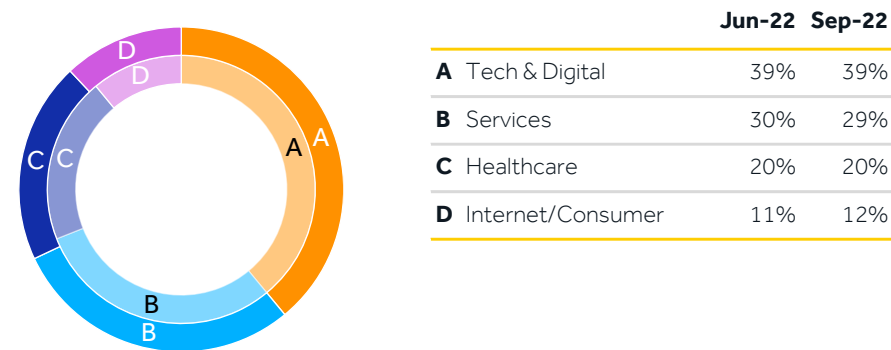 Jun-22 Sep-22
A Tech & Digital 39% 39%
B Services 30% 29%
C Healthcare 20% 20%
D Internet/Consumer 11% 12%
D
D
A A
C C
B
B